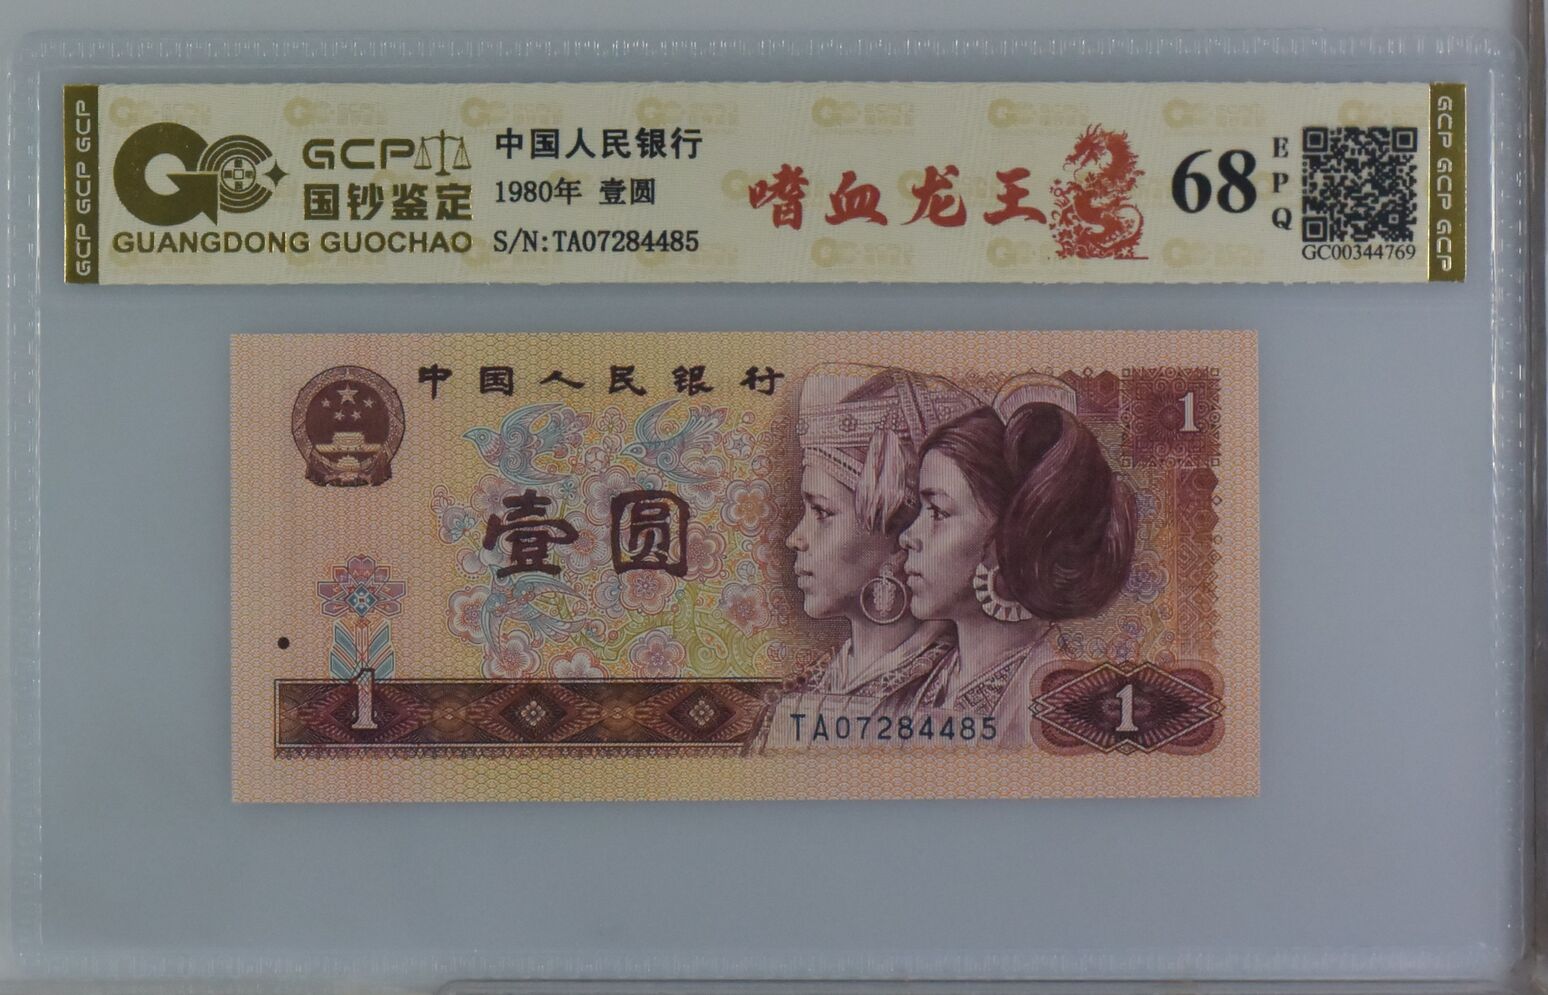 GCP GCP GCP
GCP
国钞鉴定
GUANGDONG GUOCHAO
中国人民银行
1980年 壹圆
S/N:TA07284485
嗜血龙王
68
EPQ
GC00344769
GCP GCP GCP
中国人民银行
1
壹圆
1
TA07284485
1